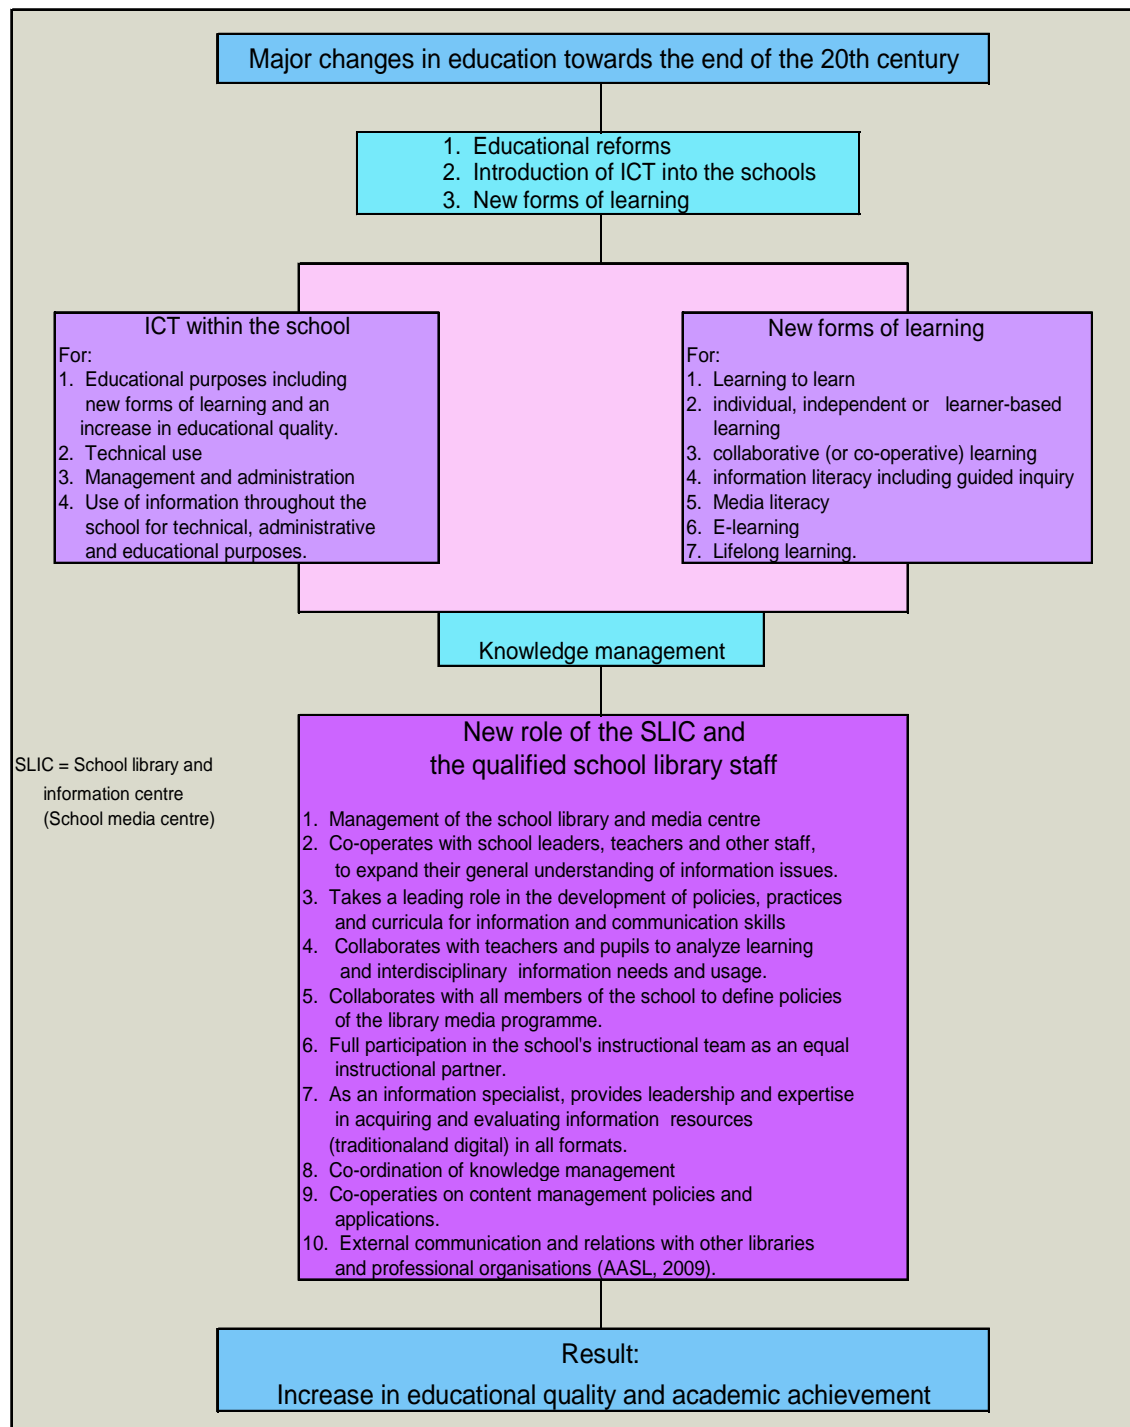 Major changes in education towards the end of the 20th century
1. Educational reforms
2. Introduction of ICT into the schools
3. New forms of learning
ICT within the school
For:
1. Educational purposes including
new forms of learning and an
increase in educational quality.
2. Technical use
3. Management and administration
4. Use of information throughout the
school for technical, administrative
and educational purposes.
New forms of learning
For:
1. Learning to learn
2. individual, independent or learner-based
learning
3. collaborative (or co-operative) learning
4. information literacy including guided inquiry
5. Media literacy
6. E-learning
7. Lifelong learning.
Knowledge management
SLIC = School library and
information centre
(School media centre)
New role of the SLIC and
the qualified school library staff
1. Management of the school library and media centre
2. Co-operates with school leaders, teachers and other staff,
to expand their general understanding of information issues.
3. Takes a leading role in the development of policies, practices
and curricula for information and communication skills
4. Collaborates with teachers and pupils to analyze learning
and interdisciplinary information needs and usage.
5. Collaborates with all members of the school to define policies
of the library media programme.
6. Full participation in the school's instructional team as an equal
instructional partner.
7. As an information specialist, provides leadership and expertise
in acquiring and evaluating information resources
(traditionaland digital) in all formats.
8. Co-ordination of knowledge management
9. Co-operaties on content management policies and
applications.
10. External communication and relations with other libraries
and professional organisations (AASL, 2009).
Result:
Increase in educational quality and academic achievement